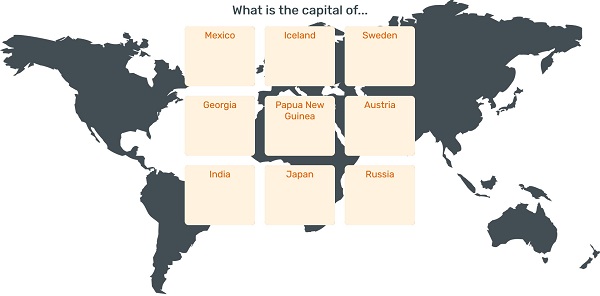 What is the capital of...
Mexico
Iceland
Sweden
Georgia
Papua New
Guinea
Austria
India
Japan
Russia